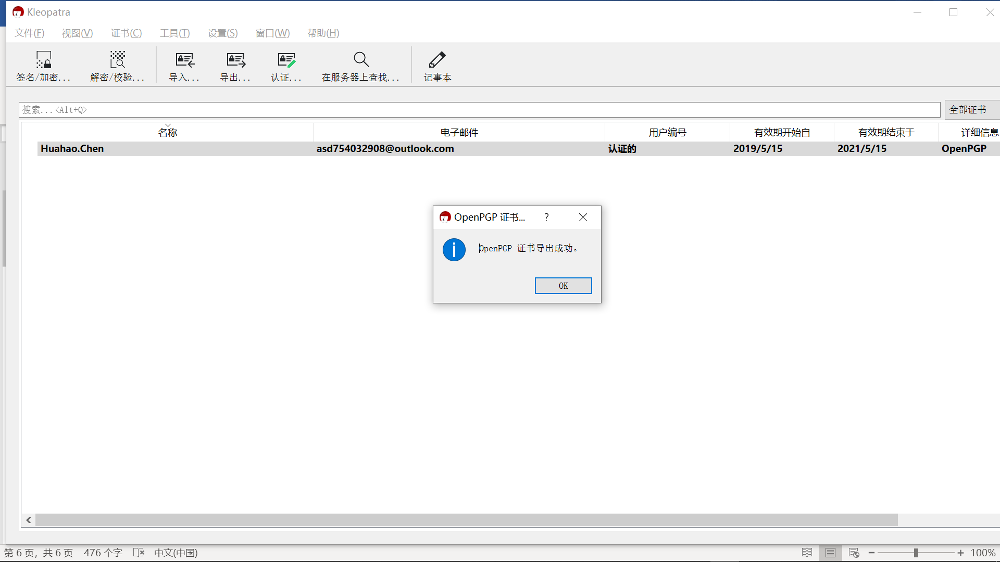 Kleopatra
文件(F) 视图(V) 证书(C) 工具(T) 设置(S) 窗口(W) 帮助(H)
签名/加密... 解密/校验... 导入... 导出... 认证... 在服务器上查找... 记事本
搜索...<Alt+Q> 全部证书
名称 电子邮件 用户编号 有效期开始自 有效期结束于 详细信息
Huahao.Chen asd754032908@outlook.com 认证的 2019/5/15 2021/5/15 OpenPGP
OpenPGP 证书... ?
OpenPGP 证书导出成功。
OK
第 6 页，共 6 页 476 个字 中文(中国) 100%